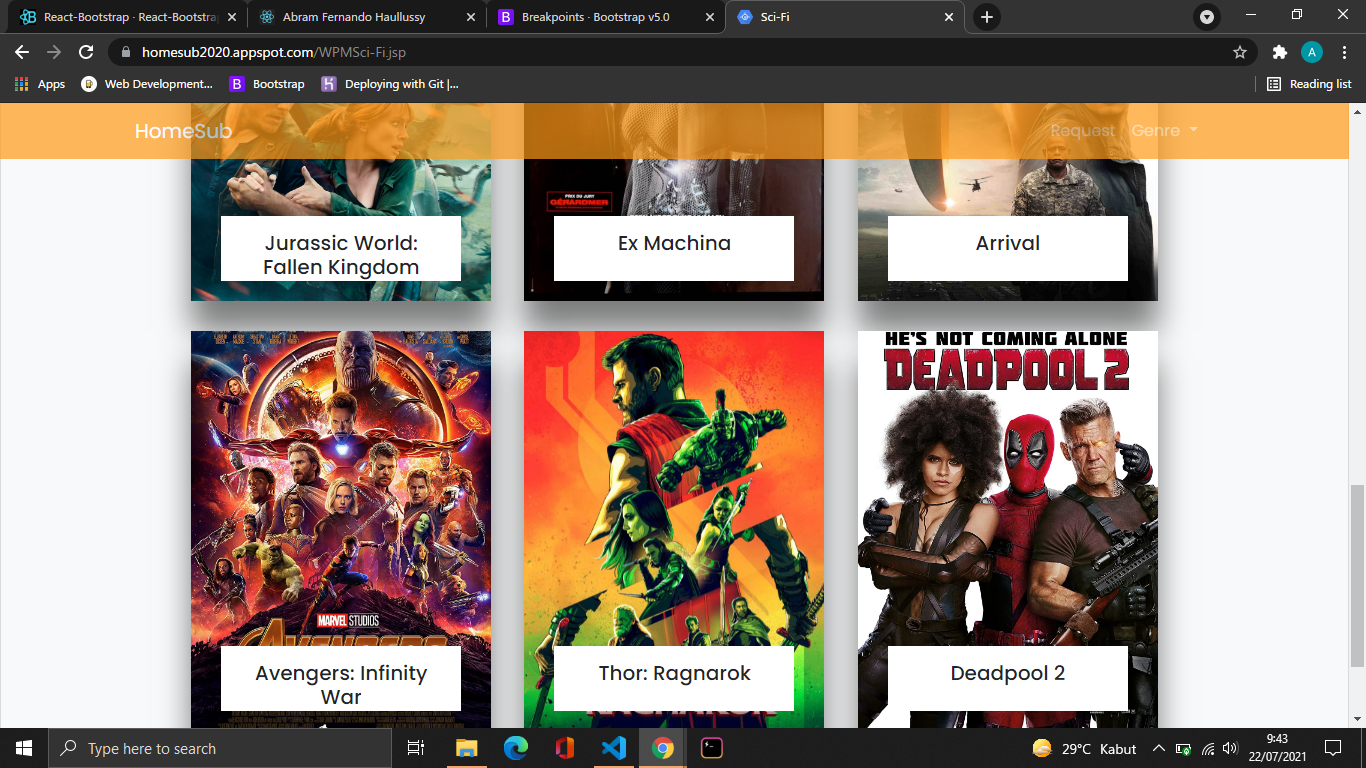 React-Bootstrap · React-Bootstra
Abram Fernando Haullussy
Breakpoints · Bootstrap v5.0
Sci-Fi
homesub2020.appspot.com/WPMSci-Fi.jsp
A
Apps
Web Development...
B
Bootstrap
Deploying with Git |...
Reading list
HomeSub
Request
Genre
PRIX DU JURY
GÉRARDMER
Jurassic World:
Fallen Kingdom
Ex Machina
Arrival
HE'S NOT COMING ALONE
DEADPOOL 2
MARVEL STUDIOS
AVENGERS
Avengers: Infinity
War
Thor: Ragnarok
RAGNAROK
Deadpool 2
Type here to search
29°C Kabut
9:43
22/07/2021